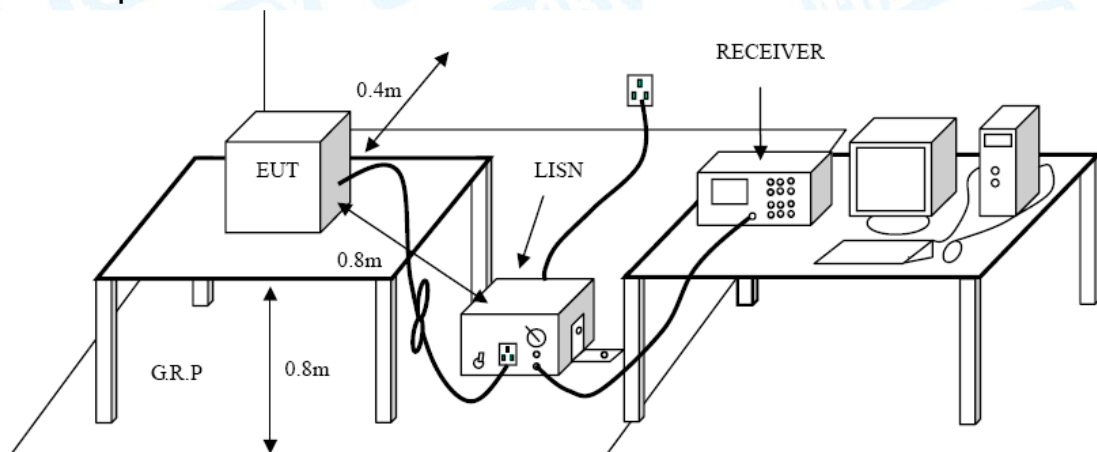 RECEIVER
0.4m
EUT
LISN
0.8m
G.R.P
0.8m